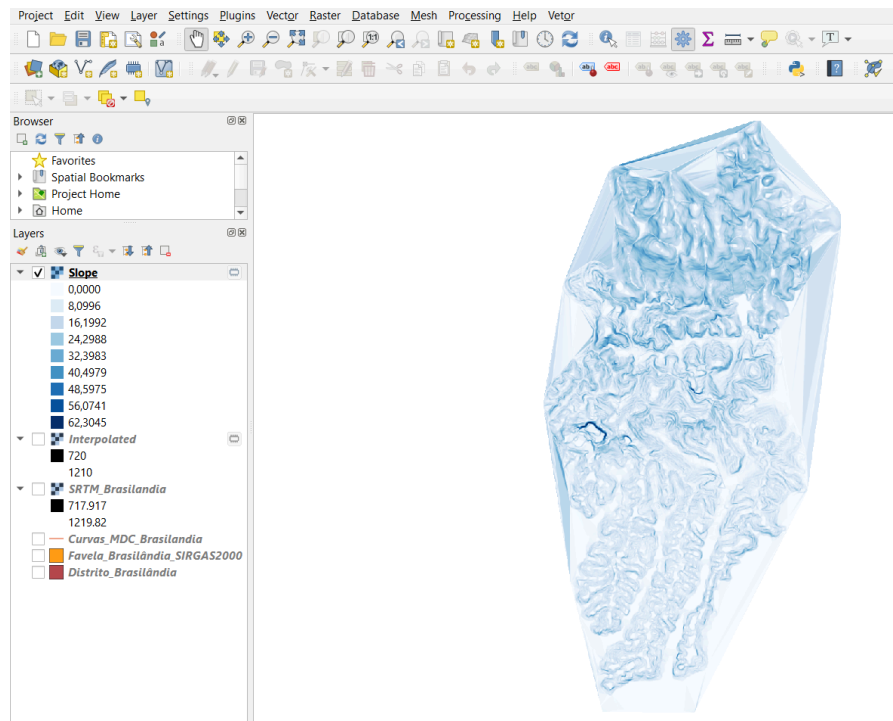 Project Edit View Layer Settings Plugins Vector Raster Database Mesh Processing Help Vetor
Browser
Favorites
Spatial Bookmarks
Project Home
Home
Layers
Slope
0,0000
8,0996
16,1992
24,2988
32,3983
40,4979
48,5975
56,0741
62,3045
Interpolated
720
1210
SRTM_Brasilandia
717.917
1219.82
Curvas_MDC_Brasilandia
Favela_Brasilândia_SIRGAS2000
Distrito_Brasilândia